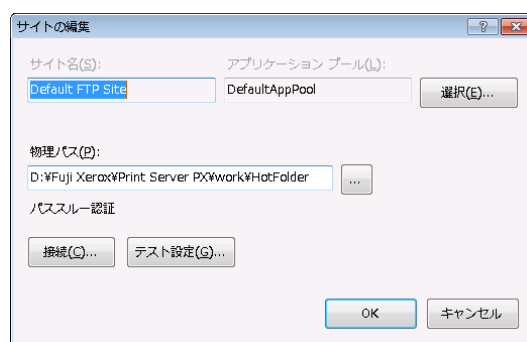 サイトの編集
サイト名(S):
アプリケーション プール(L):
Default FTP Site
DefaultAppPool
選択(E)...
物理パス(P):
D:¥Fuji Xerox¥Print Server PX¥work¥HotFolder
...
パススルー認証
接続(C)...
テスト設定(G)...
OK
キャンセル